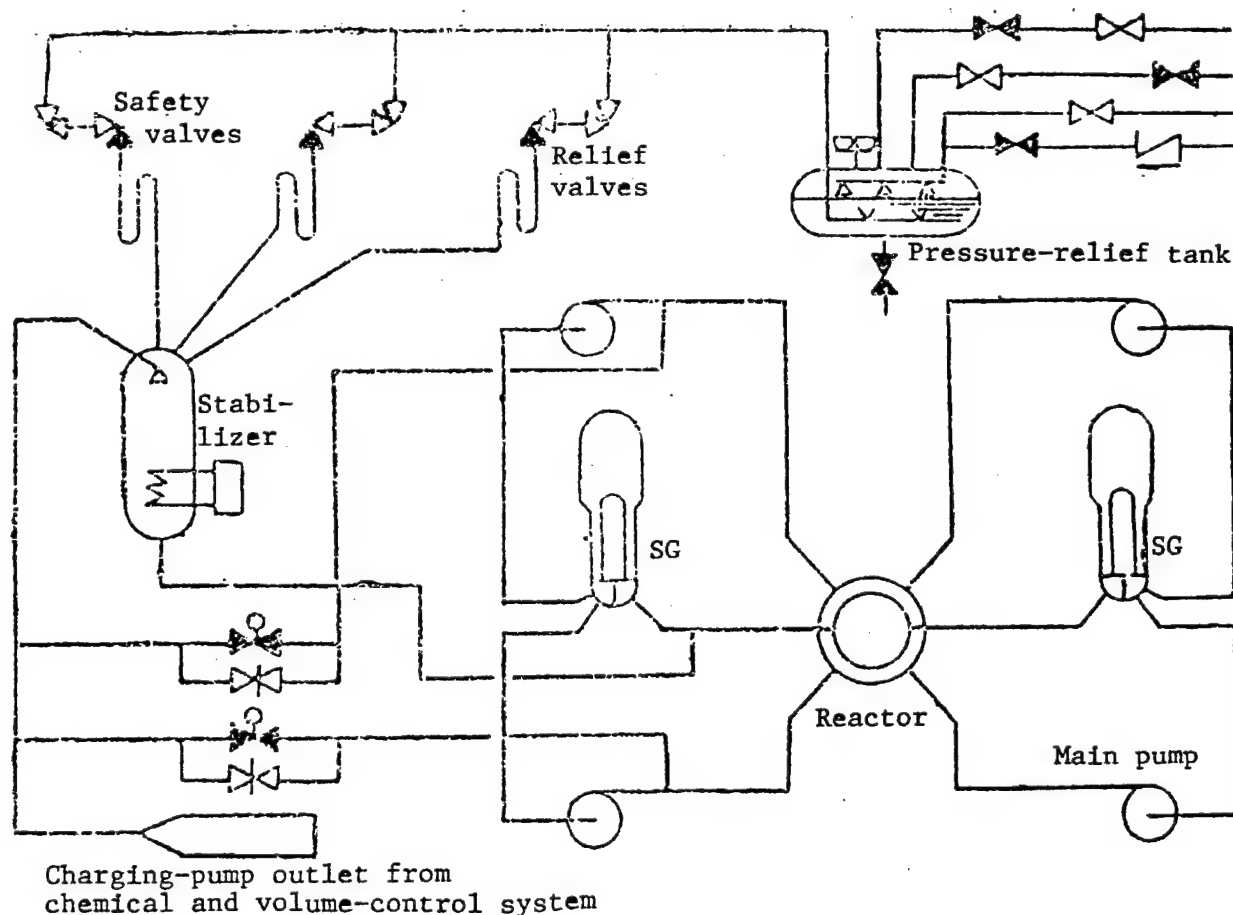 Safety
valves
Relief
valves
Pressure-relief tank
Stabi-
lizer
SG
SG
Reactor
Main pump
Charging-pump outlet from
chemical and volume-control system